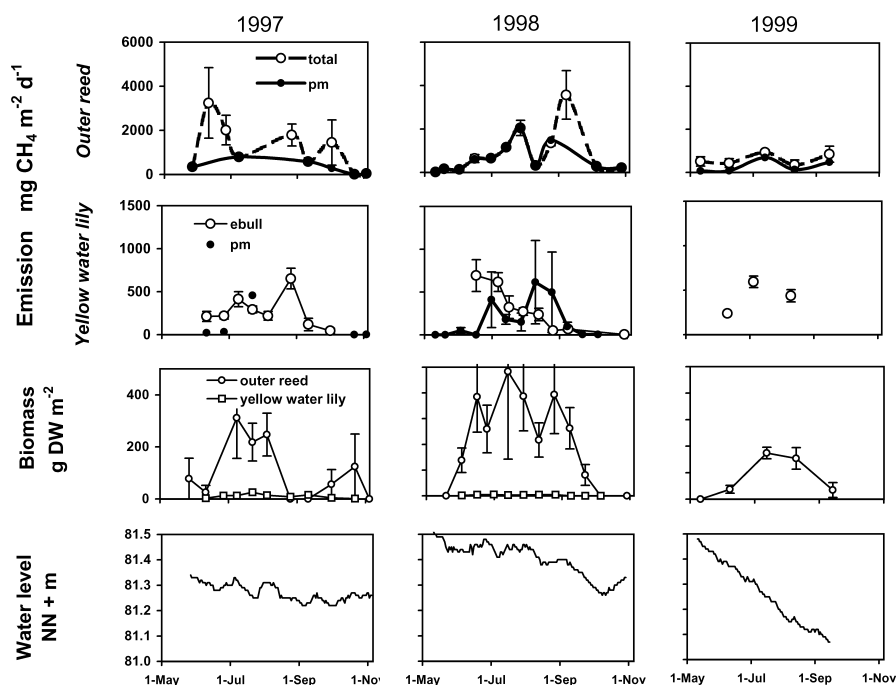 1997 1998 1999
Emission mg CH4 m-2 d-1
Outer reed
6000
4000
2000
0
total
pm
Yellow water lily
1500
1000
500
0
ebull
pm
Biomass
g DW m-2
400
200
0
outer reed
yellow water lily
Water level
NN + m
81.5
81.4
81.3
81.2
81.1
81.0
1-May 1-Jul 1-Sep 1-Nov 1-May 1-Jul 1-Sep 1-Nov 1-May 1-Jul 1-Sep 1-Nov